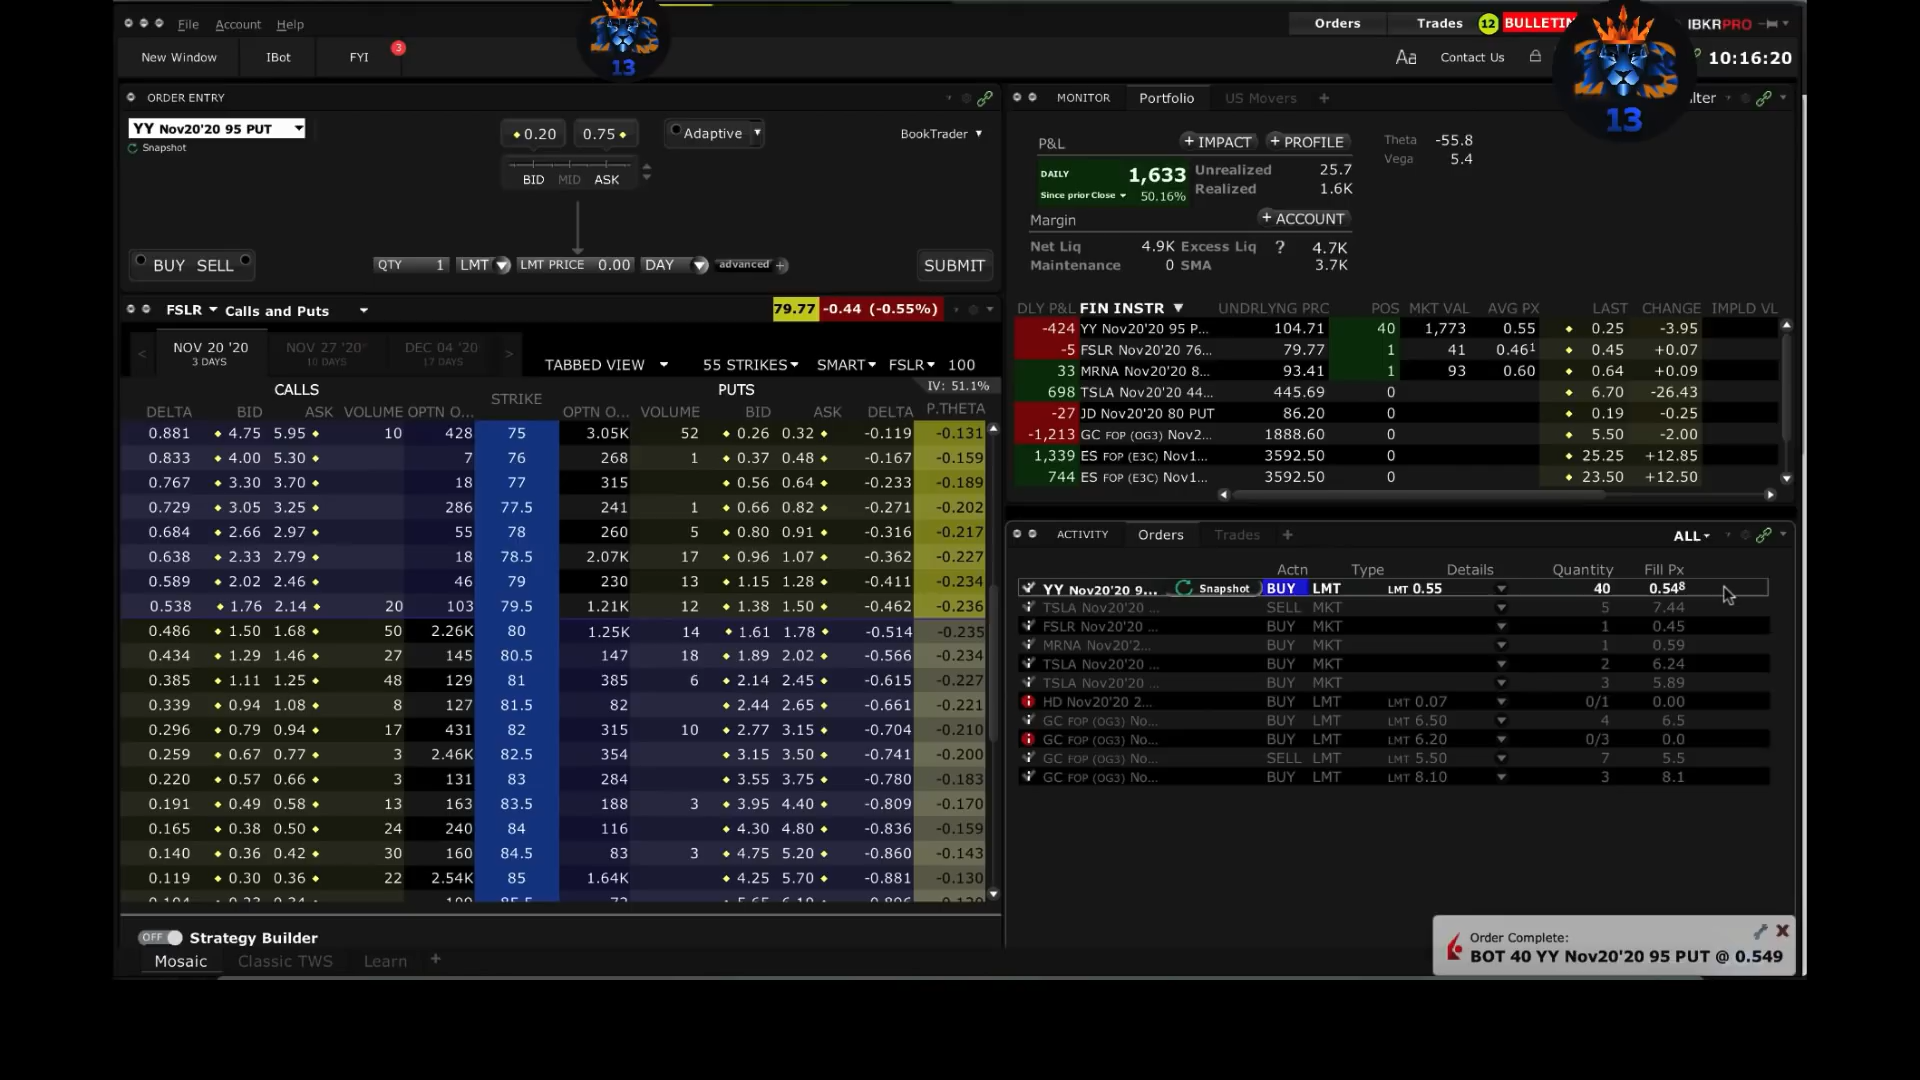 File Account Help
Orders Trades 12 BULLETIN IBKRPRO
New Window IBot FYI 3
13
Aa Contact Us 10:16:20
13
ORDER ENTRY
YY Nov20'20 95 PUT
Snapshot
0.20 0.75 Adaptive BookTrader
BID MID ASK
BUY SELL QTY 1 LMT LMT PRICE 0.00 DAY advanced + SUBMIT
FSLR Calls and Puts 79.77 -0.44 (-0.55%)
NOV 20 '20 NOV 27 '20 DEC 04 '20
3 DAYS 10 DAYS 17 DAYS
TABBED VIEW 55 STRIKES SMART FSLR 100
CALLS STRIKE PUTS IV: 51.1%
DELTA BID ASK VOLUME OPTN O... OPTN O... VOLUME BID ASK DELTA P.THETA
0.881 4.75 5.95 10 428 75 3.05K 52 0.26 0.32 -0.119 -0.131
0.833 4.00 5.30 7 76 268 1 0.37 0.48 -0.167 -0.159
0.767 3.30 3.70 18 77 315 0.56 0.64 -0.233 -0.189
0.729 3.05 3.25 286 77.5 241 1 0.66 0.82 -0.271 -0.202
0.684 2.66 2.97 55 78 260 5 0.80 0.91 -0.316 -0.217
0.638 2.33 2.79 18 78.5 2.07K 17 0.96 1.07 -0.362 -0.227
0.589 2.02 2.46 46 79 230 13 1.15 1.28 -0.411 -0.234
0.538 1.76 2.14 20 103 79.5 1.21K 12 1.38 1.50 -0.462 -0.236
0.486 1.50 1.68 50 2.26K 80 1.25K 14 1.61 1.78 -0.514 -0.235
0.434 1.29 1.46 27 145 80.5 147 18 1.89 2.02 -0.566 -0.234
0.385 1.11 1.25 48 129 81 385 6 2.14 2.45 -0.615 -0.227
0.339 0.94 1.08 8 127 81.5 82 2.44 2.65 -0.661 -0.221
0.296 0.79 0.94 17 431 82 315 10 2.77 3.15 -0.704 -0.210
0.259 0.67 0.77 3 2.46K 82.5 354 3.15 3.50 -0.741 -0.200
0.220 0.57 0.66 3 131 83 284 3.55 3.75 -0.780 -0.183
0.191 0.49 0.58 13 163 83.5 188 3 3.95 4.40 -0.809 -0.170
0.165 0.38 0.50 24 240 84 116 4.30 4.80 -0.836 -0.159
0.140 0.36 0.42 30 160 84.5 83 3 4.75 5.20 -0.860 -0.143
0.119 0.30 0.36 22 2.54K 85 1.64K 4.25 5.70 -0.881 -0.130
OFF Strategy Builder
Mosaic Classic TWS Learn +
MONITOR Portfolio US Movers +
P&L + IMPACT + PROFILE Theta -55.8
Vega 5.4
DAILY 1,633 Unrealized 25.7
Since prior Close 50.16% Realized 1.6K
Margin + ACCOUNT
Net Liq 4.9K Excess Liq ? 4.7K
Maintenance 0 SMA 3.7K
DLY P&L FIN INSTR UNDRLYNG PRC POS MKT VAL AVG PX LAST CHANGE IMPLD VL
-424 YY Nov20'20 95 P... 104.71 40 1,773 0.55 0.25 -3.95
-5 FSLR Nov20'20 76... 79.77 1 41 0.46¹ 0.45 +0.07
33 MRNA Nov20'20 8... 93.41 1 93 0.60 0.64 +0.09
698 TSLA Nov20'20 44... 445.69 0 6.70 -26.43
-27 JD Nov20'20 80 PUT 86.20 0 0.19 -0.25
-1,213 GC FOP (OG3) Nov2... 1888.60 0 5.50 -2.00
1,339 ES FOP (E3C) Nov1... 3592.50 0 25.25 +12.85
744 ES FOP (E3C) Nov1... 3592.50 0 23.50 +12.50
ACTIVITY Orders Trades + ALL
Actn Type Details Quantity Fill Px
YY Nov20'20 9... Snapshot BUY LMT LMT 0.55 40 0.54⁸
TSLA Nov20'20 ... SELL MKT 5 7.44
FSLR Nov20'20 ... BUY MKT 1 0.45
MRNA Nov20'2... BUY MKT 1 0.59
TSLA Nov20'20 ... BUY MKT 2 6.24
TSLA Nov20'20 ... BUY MKT 3 5.89
HD Nov20'20 2... BUY LMT LMT 0.07 0/1 0.00
GC FOP (OG3) No... BUY LMT LMT 6.50 4 6.5
GC FOP (OG3) No... BUY LMT LMT 6.20 0/3 0.0
GC FOP (OG3) No... SELL LMT LMT 5.50 7 5.5
GC FOP (OG3) No... BUY LMT LMT 8.10 3 8.1
Order Complete:
BOT 40 YY Nov20'20 95 PUT @ 0.549